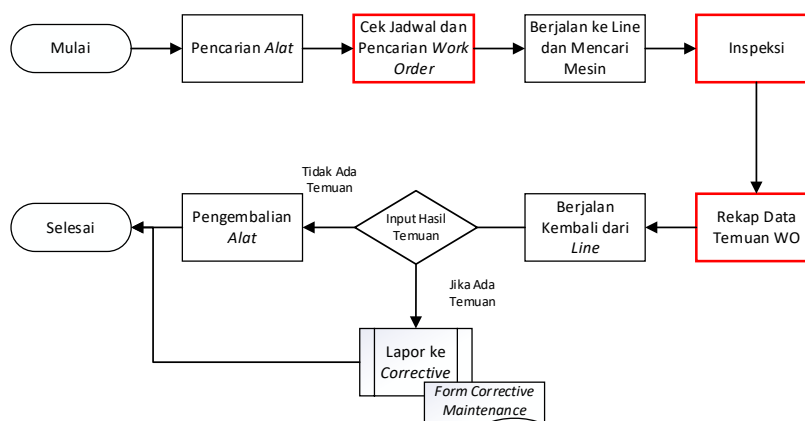 Mulai
Pencarian Alat
Cek Jadwal dan
Pencarian Work
Order
Berjalan ke Line
dan Mencari
Mesin
Inspeksi
Selesai
Pengembalian
Alat
Tidak Ada
Temuan
Input Hasil
Temuan
Berjalan
Kembali dari
Line
Rekap Data
Temuan WO
Jika Ada
Temuan
Lapor ke
Corrective
Form Corrective
Maintenance